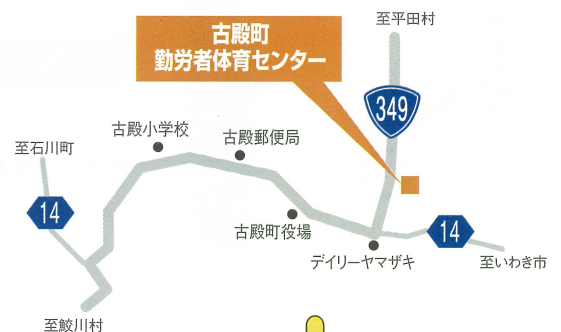 至平田村
古殿町
勤労者体育センター
349
古殿小学校
古殿郵便局
至石川町
14
古殿町役場
14
デイリーヤマザキ
至いわき市
至鮫川村